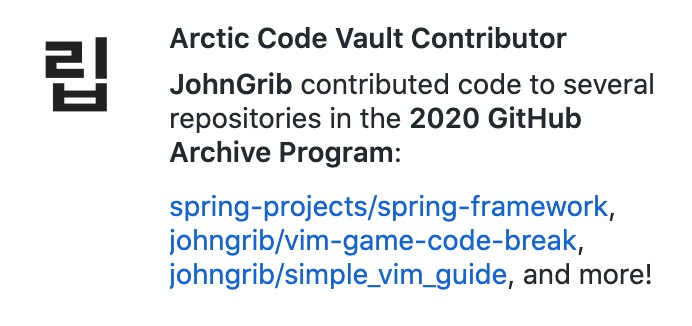 립
Arctic Code Vault Contributor
JohnGrib contributed code to several
repositories in the 2020 GitHub
Archive Program:
spring-projects/spring-framework,
johngrib/vim-game-code-break,
johngrib/simple_vim_guide, and more!